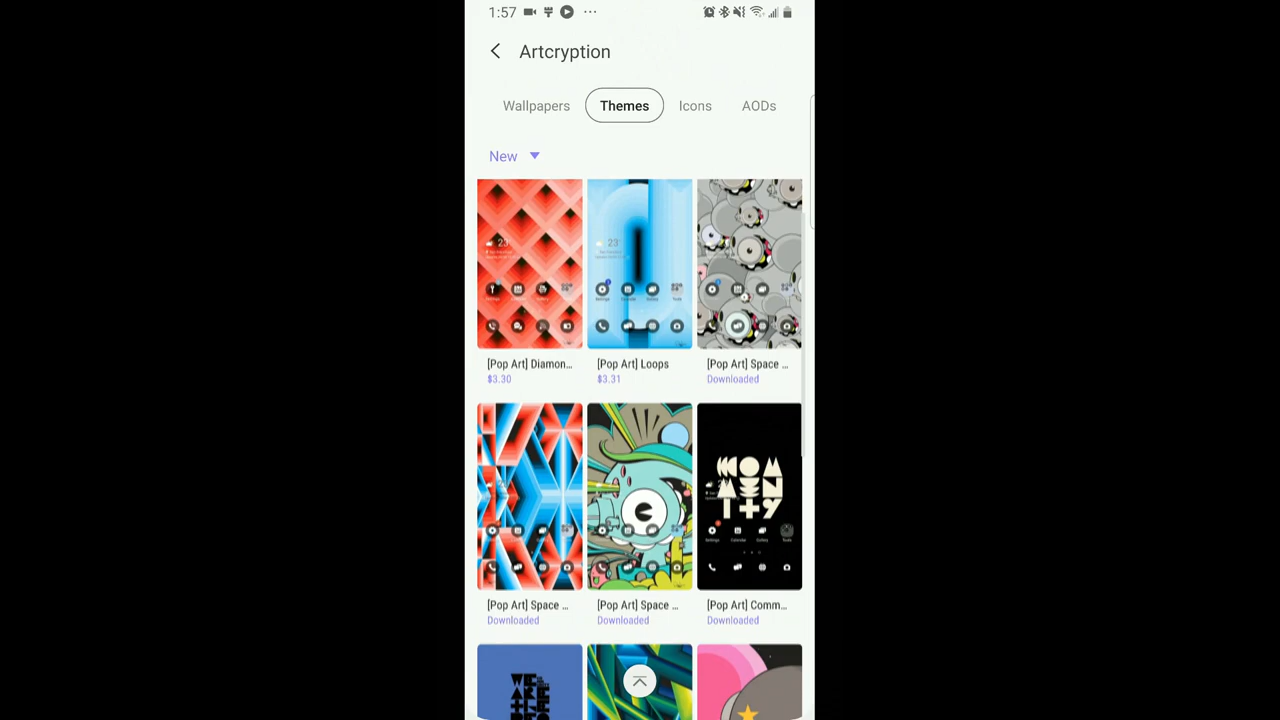 1:57
Artcryption
Wallpapers Themes Icons AODs
New
[Pop Art] Diamon... [Pop Art] Loops [Pop Art] Space ...
$3.30 $3.31 Downloaded
[Pop Art] Space ... [Pop Art] Space ... [Pop Art] Comm...
Downloaded Downloaded Downloaded